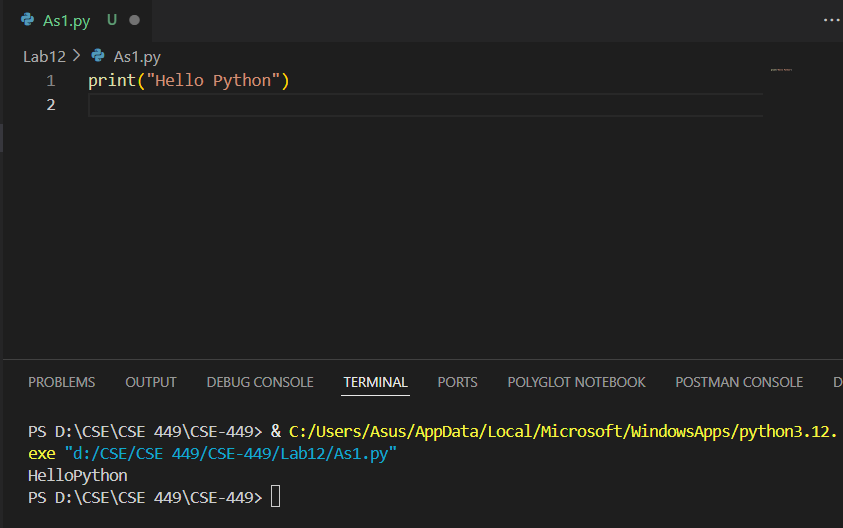 As1.py U
Lab12 > As1.py
1 print("Hello Python")
2
PROBLEMS OUTPUT DEBUG CONSOLE TERMINAL PORTS POLYGLOT NOTEBOOK POSTMAN CONSOLE D
PS D:\CSE\CSE 449\CSE-449> & C:/Users/Asus/AppData/Local/Microsoft/WindowsApps/python3.12.
exe "d:/CSE/CSE 449/CSE-449/Lab12/As1.py"
HelloPython
PS D:\CSE\CSE 449\CSE-449>